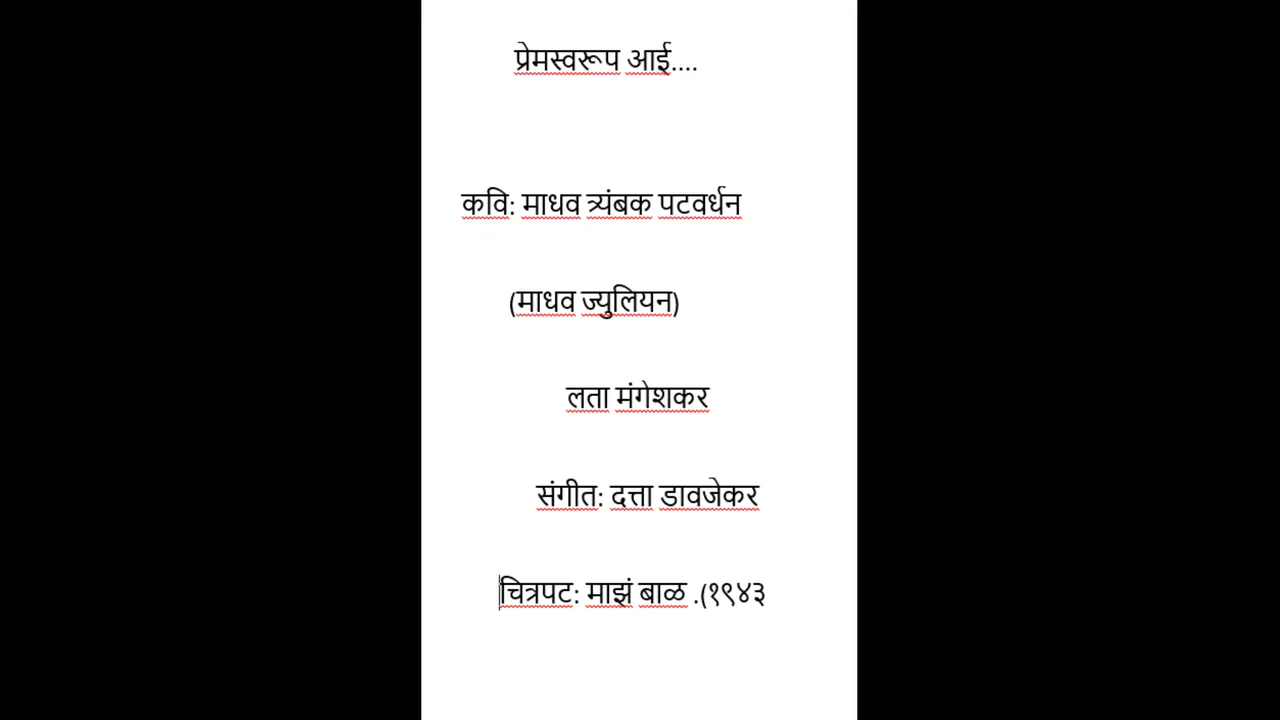 प्रेमस्वरूप आई....
कवि: माधव त्र्यंबक पटवर्धन
(माधव ज्युलियन)
लता मंगेशकर
संगीत: दत्ता डावजेकर
चित्रपट: माझं बाळ .(१९४३